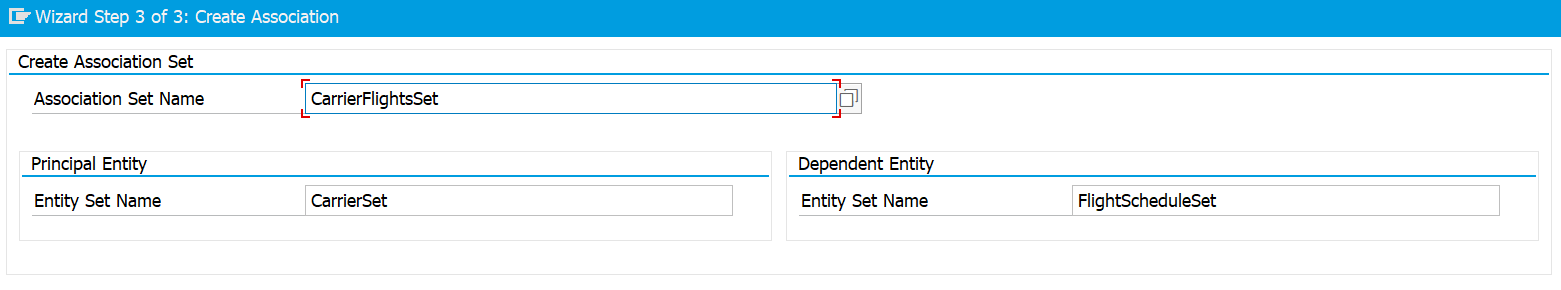 Wizard Step 3 of 3: Create Association
Create Association Set
Association Set Name CarrierFlightsSet
Principal Entity Dependent Entity
Entity Set Name CarrierSet Entity Set Name FlightScheduleSet